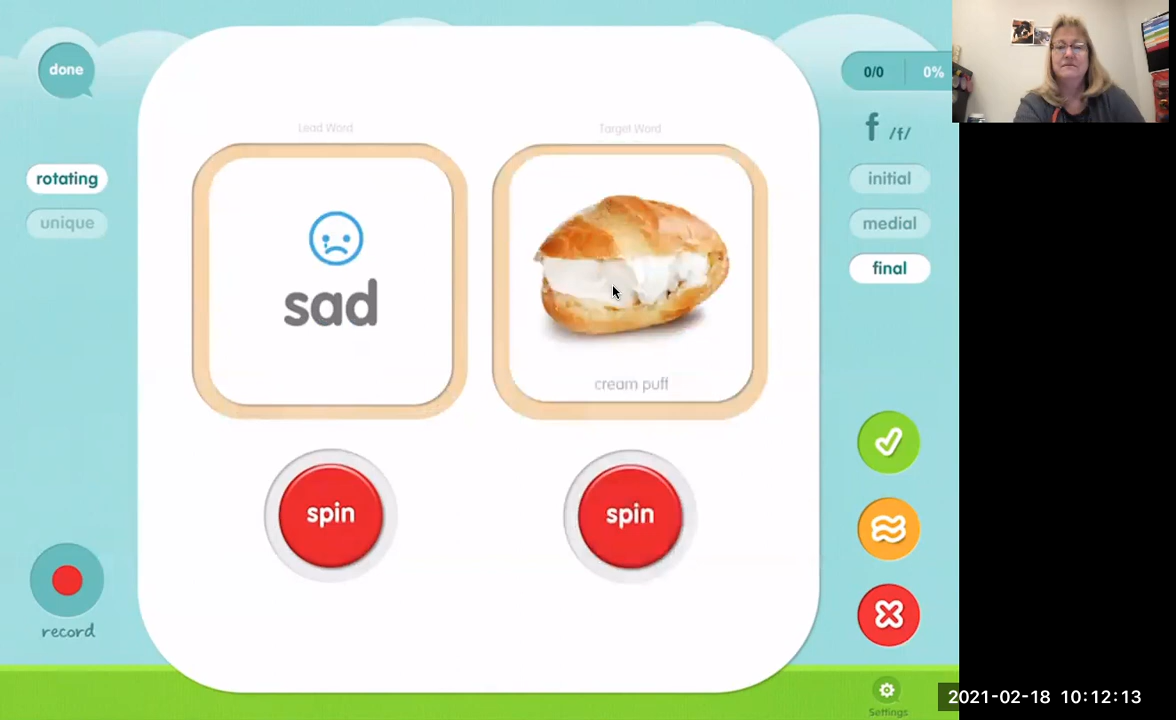 done
0/0 0%
f /f/
Lead Word
Target Word
rotating
unique
initial
medial
final
sad
cream puff
spin
spin
record
Settings
2021-02-18 10:12:13